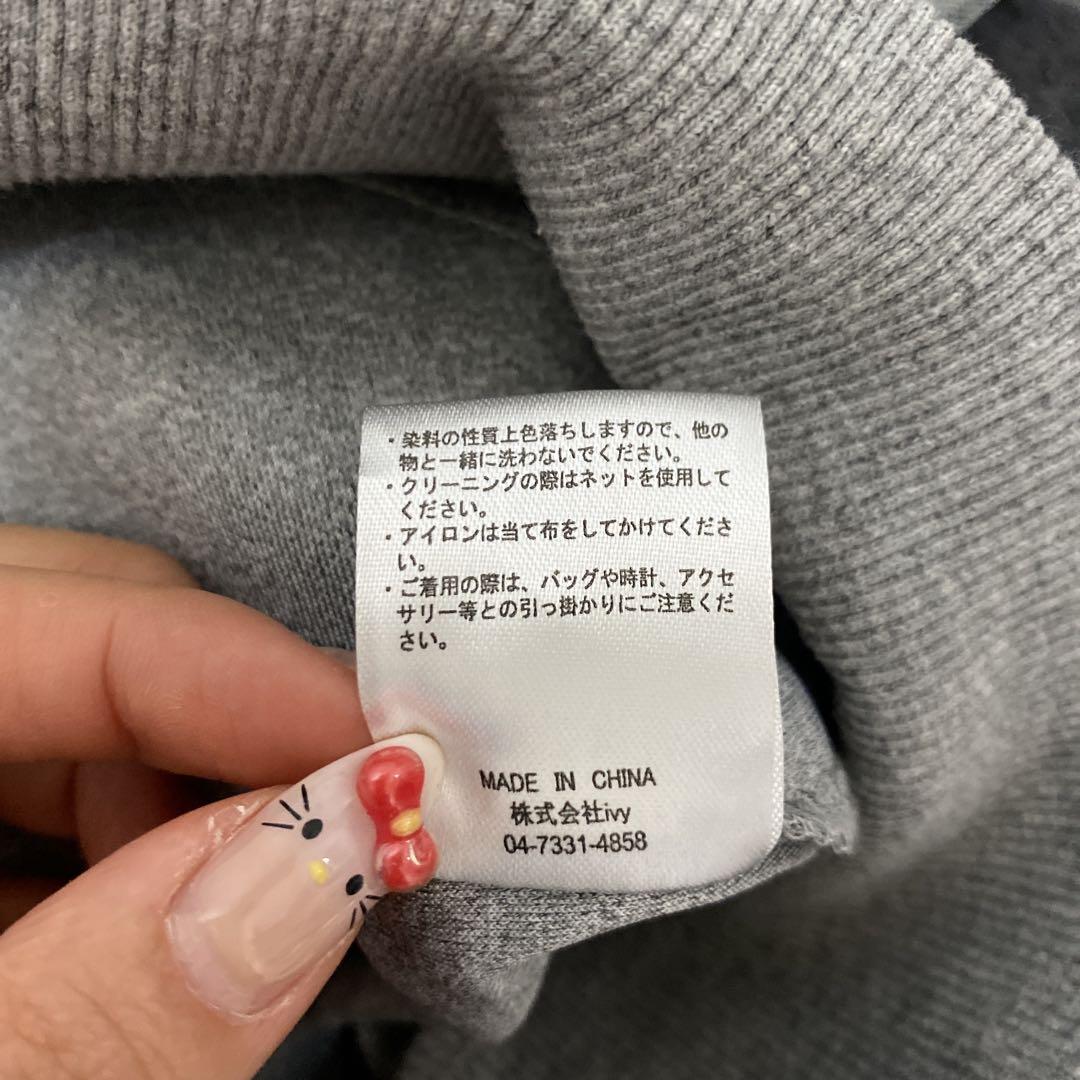 ・染料の性質上色落ちしますので、他の
物と一緒に洗わないでください。
・クリーニングの際はネットを使用して
ください。
・アイロンは当て布をしてかけてくださ
い。
・ご着用の際は、バッグや時計、アクセ
サリー等との引っ掛かりにご注意くだ
さい。
MADE IN CHINA
株式会社ivy
04-7331-4858